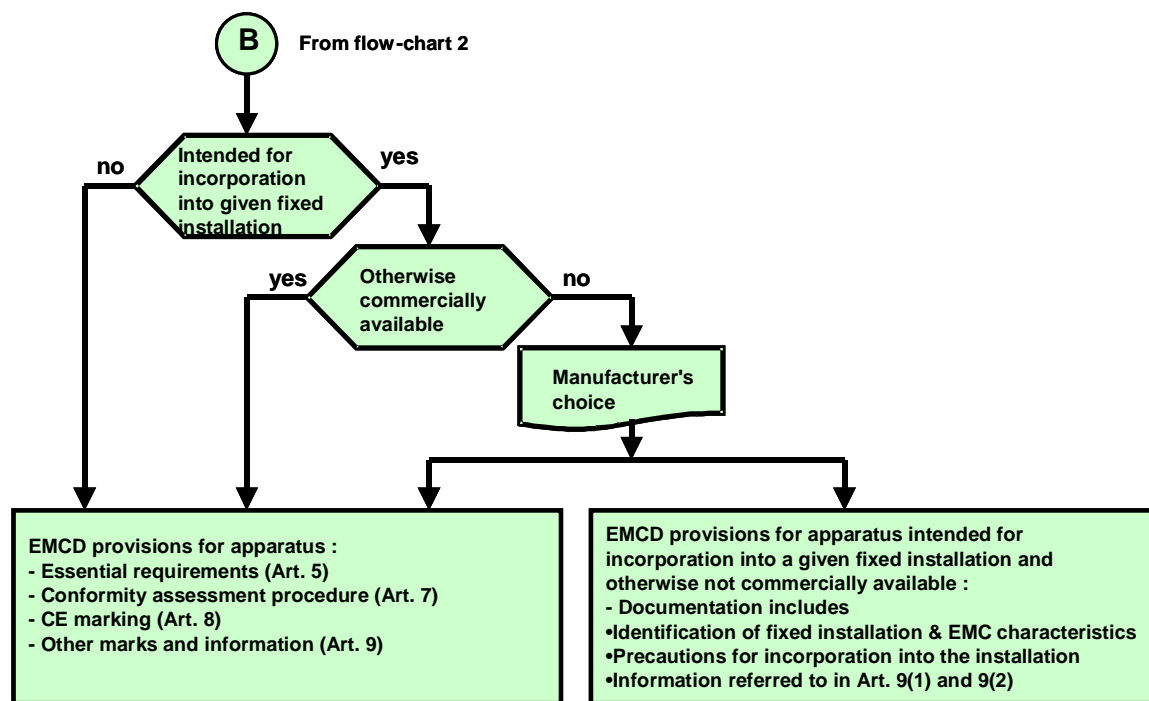 B
From flow-chart 2
no
Intended for
incorporation
into given fixed
installation
yes
yes
Otherwise
commercially
available
no
Manufacturer's
choice
EMCD provisions for apparatus :
- Essential requirements (Art. 5)
- Conformity assessment procedure (Art. 7)
- CE marking (Art. 8)
- Other marks and information (Art. 9)
EMCD provisions for apparatus intended for
incorporation into a given fixed installation and
otherwise not commercially available :
- Documentation includes
•Identification of fixed installation & EMC characteristics
•Precautions for incorporation into the installation
•Information referred to in Art. 9(1) and 9(2)